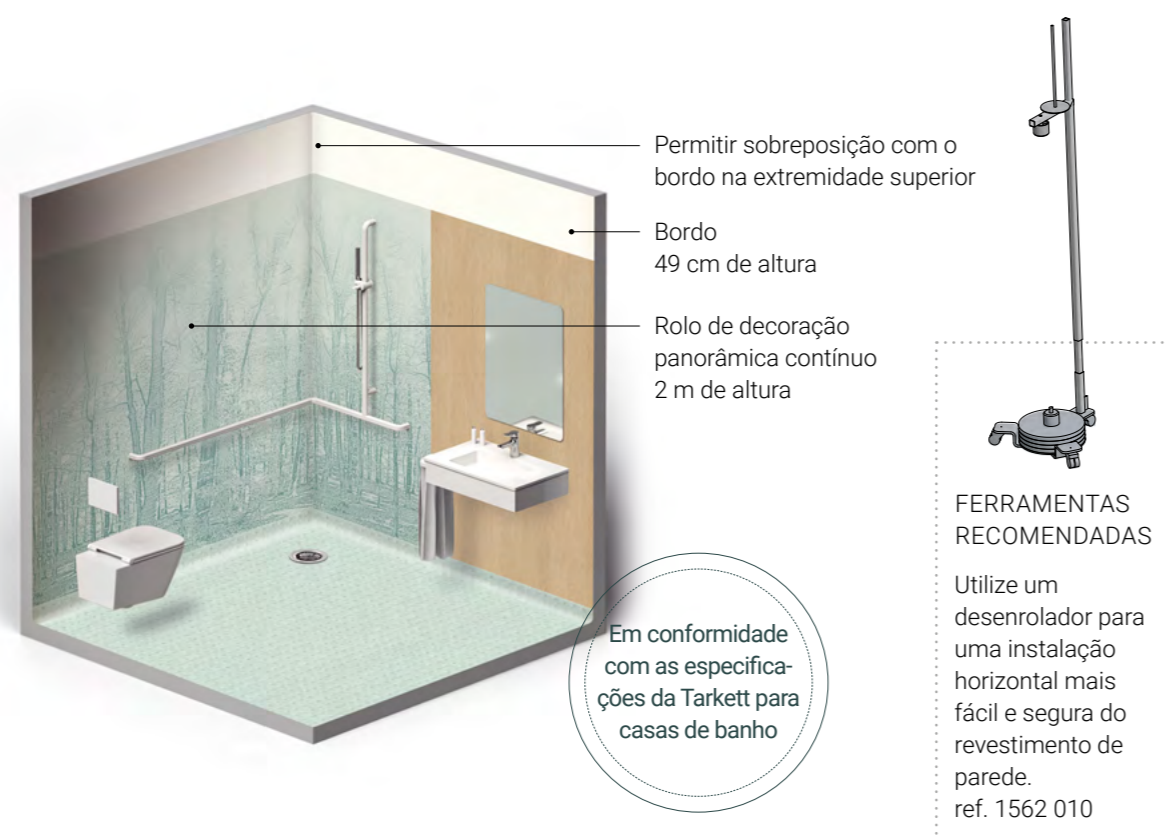 Permitir sobreposição com o
bordo na extremidade superior
Bordo
49 cm de altura
Rolo de decoração
panorâmica contínuo
2 m de altura
Em conformidade
com as especifica-
ções da Tarkett para
casas de banho
FERRAMENTAS
RECOMENDADAS
Utilize um
desenrolador para
uma instalação
horizontal mais
fácil e segura do
revestimento de
parede.
ref. 1562 010